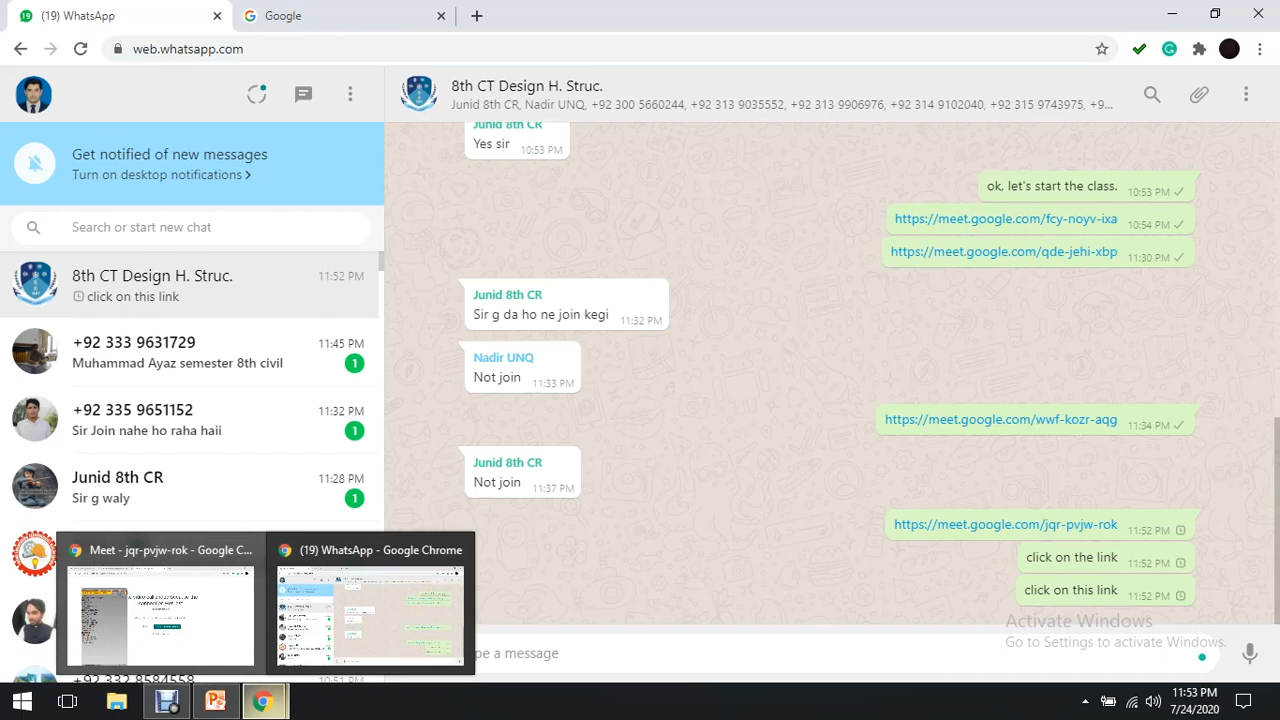 (19) WhatsApp
Google
web.whatsapp.com
Get notified of new messages
Turn on desktop notifications >
Search or start new chat
8th CT Design H. Struc. 11:52 PM
click on this link
+92 333 9631729 11:45 PM
Muhammad Ayaz semester 8th civil 1
+92 335 9651152 11:32 PM
Sir Join nahe ho raha haii 1
Junid 8th CR 11:28 PM
Sir g waly 1
+92 332 8584558 10:51 PM
8th CT Design H. Struc.
Junid 8th CR, Nadir UNQ, +92 300 5660244, +92 313 9035552, +92 313 9906976, +92 314 9102040, +92 315 9743975, +9...
Junid 8th CR
Yes sir 10:53 PM
ok, let's start the class. 10:53 PM
https://meet.google.com/fcy-noyv-ixa 10:54 PM
https://meet.google.com/qde-jehi-xbp 11:30 PM
Junid 8th CR
Sir g da ho ne join kegi 11:32 PM
Nadir UNQ
Not join 11:33 PM
https://meet.google.com/wwf-kozr-aqg 11:34 PM
Junid 8th CR
Not join 11:37 PM
https://meet.google.com/jqr-pvjw-rok 11:52 PM
click on the link 11:52 PM
click on this link 11:52 PM
pe a message
Activate Windows
Go to Settings to activate Windows.
Meet - jqr-pvjw-rok - Google C...
(19) WhatsApp - Google Chrome
11:53 PM
7/24/2020